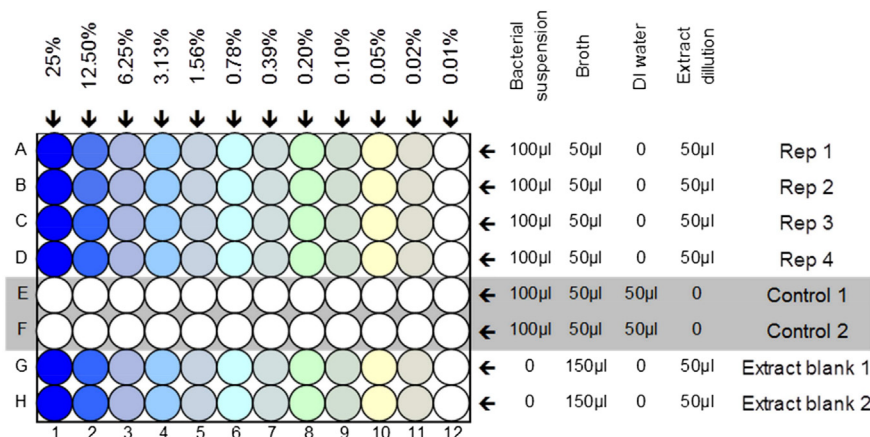 25% 12.50% 6.25% 3.13% 1.56% 0.78% 0.39% 0.20% 0.10% 0.05% 0.02% 0.01% Bacterial suspension Broth DI water Extract dillution
A 100µl 50µl 0 50µl Rep 1
B 100µl 50µl 0 50µl Rep 2
C 100µl 50µl 0 50µl Rep 3
D 100µl 50µl 0 50µl Rep 4
E 100µl 50µl 50µl 0 Control 1
F 100µl 50µl 50µl 0 Control 2
G 0 150µl 0 50µl Extract blank 1
H 0 150µl 0 50µl Extract blank 2
1 2 3 4 5 6 7 8 9 10 11 12